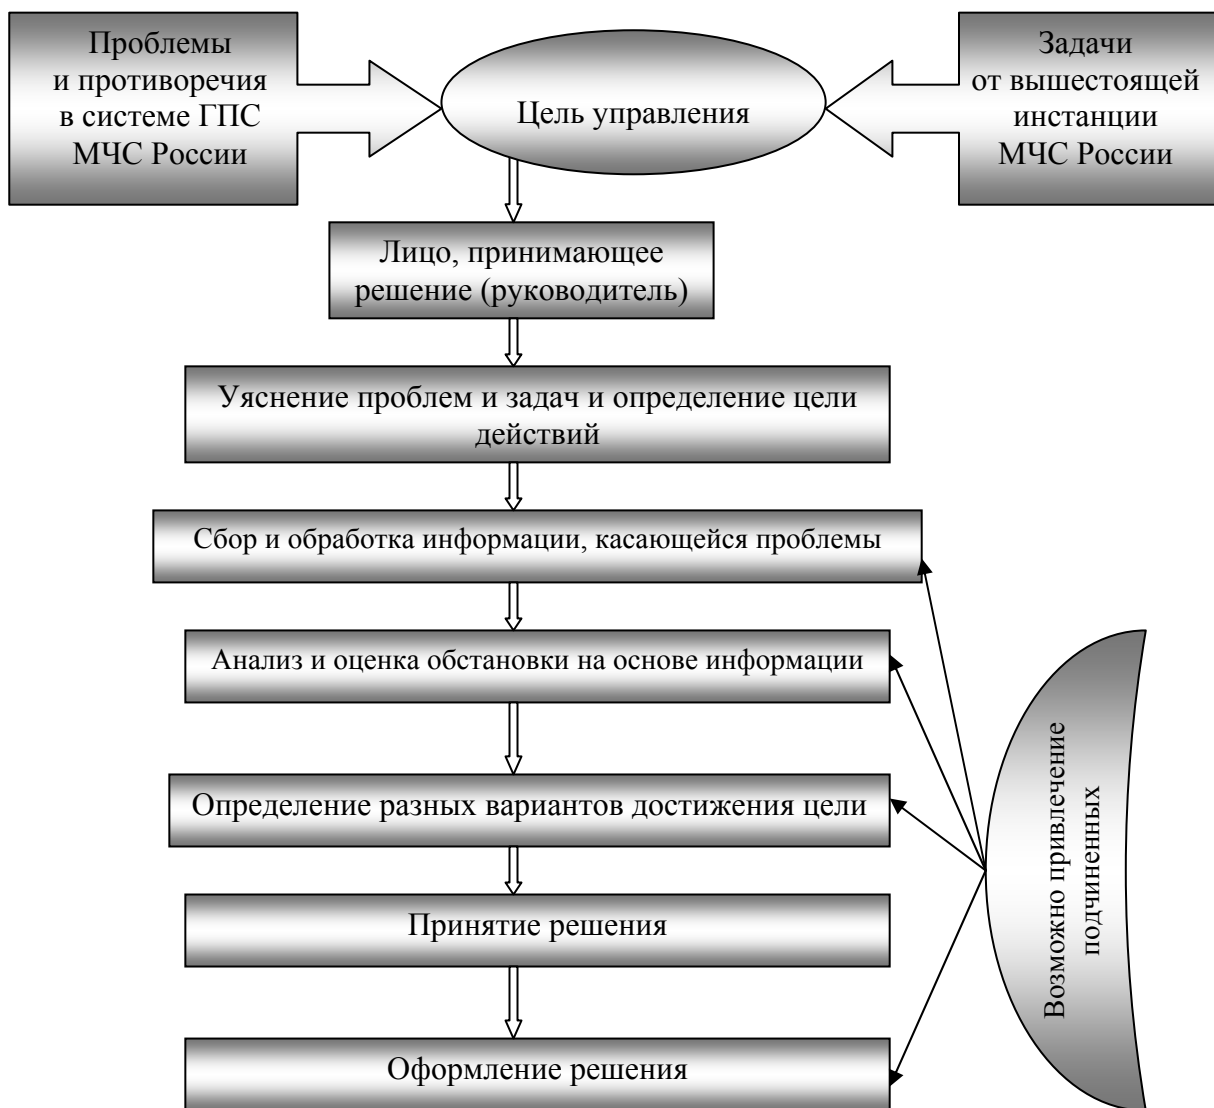 Проблемы
и противоречия
в системе ГПС
МЧС России
Цель управления
Задачи
от вышестоящей
инстанции
МЧС России
Лицо, принимающее
решение (руководитель)
Уяснение проблем и задач и определение цели
действий
Сбор и обработка информации, касающейся проблемы
Анализ и оценка обстановки на основе информации
Определение разных вариантов достижения цели
Принятие решения
Оформление решения
Возможно привлечение
подчиненных